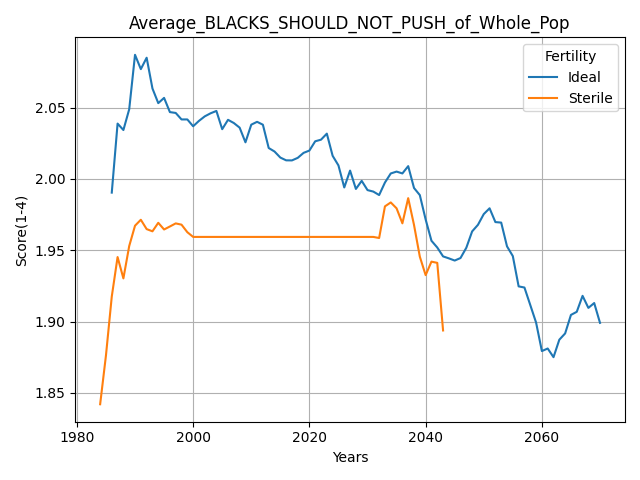 Average_BLACKS_SHOULD_NOT_PUSH_of_Whole_Pop
Fertility
Ideal
Sterile
Score(1-4)
2.05
2.00
1.95
1.90
1.85
1980
2000
2020
2040
2060
Years